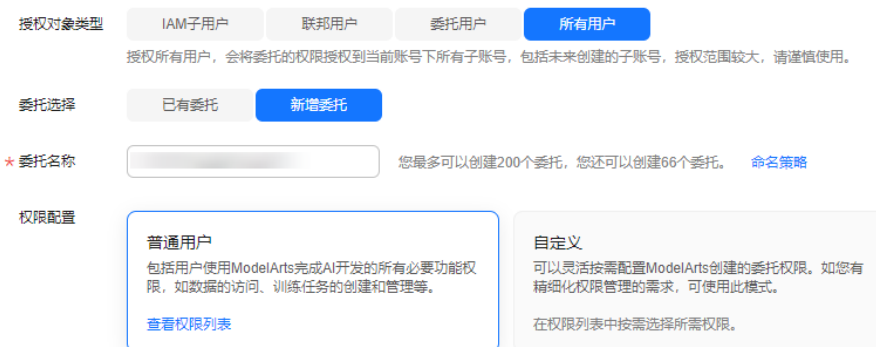 授权对象类型 IAM子用户 联邦用户 委托用户 所有用户
授权所有用户，会将委托的权限授权到当前账号下所有子账号，包括未来创建的子账号，授权范围较大，请谨慎使用。
委托选择 已有委托 新增委托
* 委托名称 您最多可以创建200个委托，您还可以创建66个委托。 命名策略
权限配置
普通用户
包括用户使用ModelArts完成AI开发的所有必要功能权
限，如数据的访问、训练任务的创建和管理等。
查看权限列表
自定义
可以灵活按需配置ModelArts创建的委托权限。如您有
精细化权限管理的需求，可使用此模式。
在权限列表中按需选择所需权限。